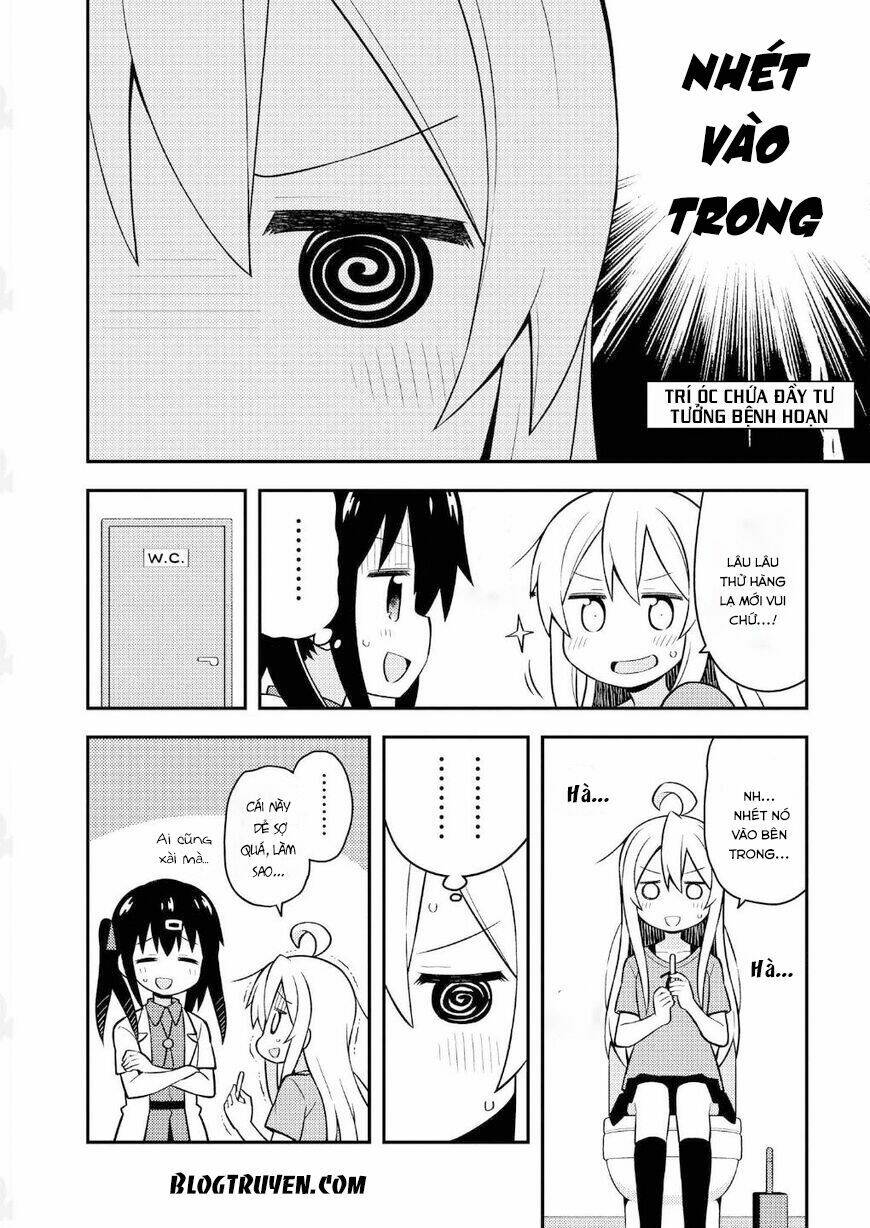 NHÉT
VÀO
TRONG
TRÍ ÓC CHỨA ĐẦY TƯ
TƯỞNG BỆNH HOẠN
LÂU LÂU
THỬ HÀNG
LẠ MỚI VUI
CHỨ...!
W.C.
NH...
NHÉT NÓ
VÀO BÊN
TRONG...
Hà...
Hà...
CÁI NÀY
DỄ SỢ
QUÁ, LÀM
SAO...
Ai cũng
xài mà...
BLOGTRUYEN.COM